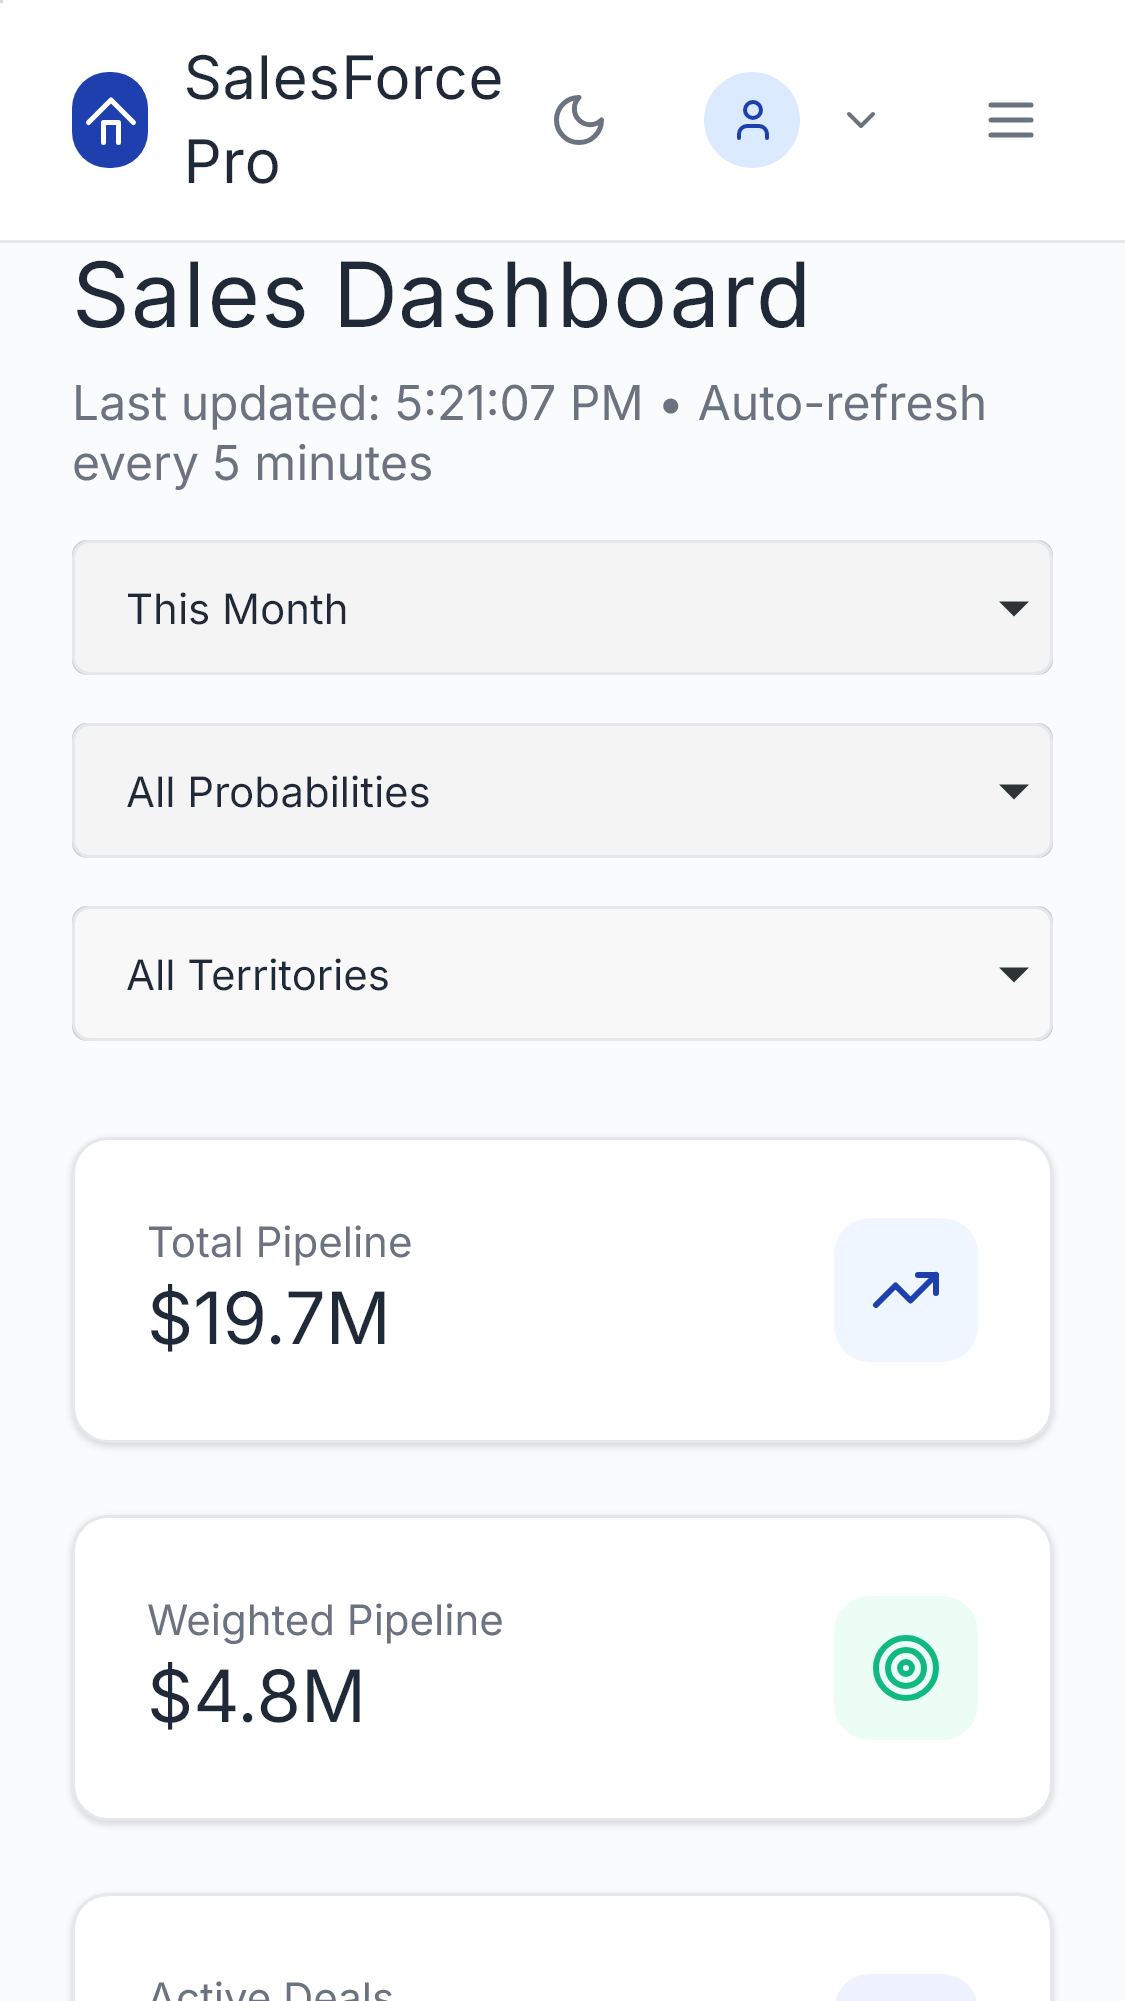 SalesForce
Pro
Sales Dashboard
Last updated: 5:21:07 PM • Auto-refresh
every 5 minutes
This Month
All Probabilities
All Territories
Total Pipeline
$19.7M
Weighted Pipeline
$4.8M
Active Deals